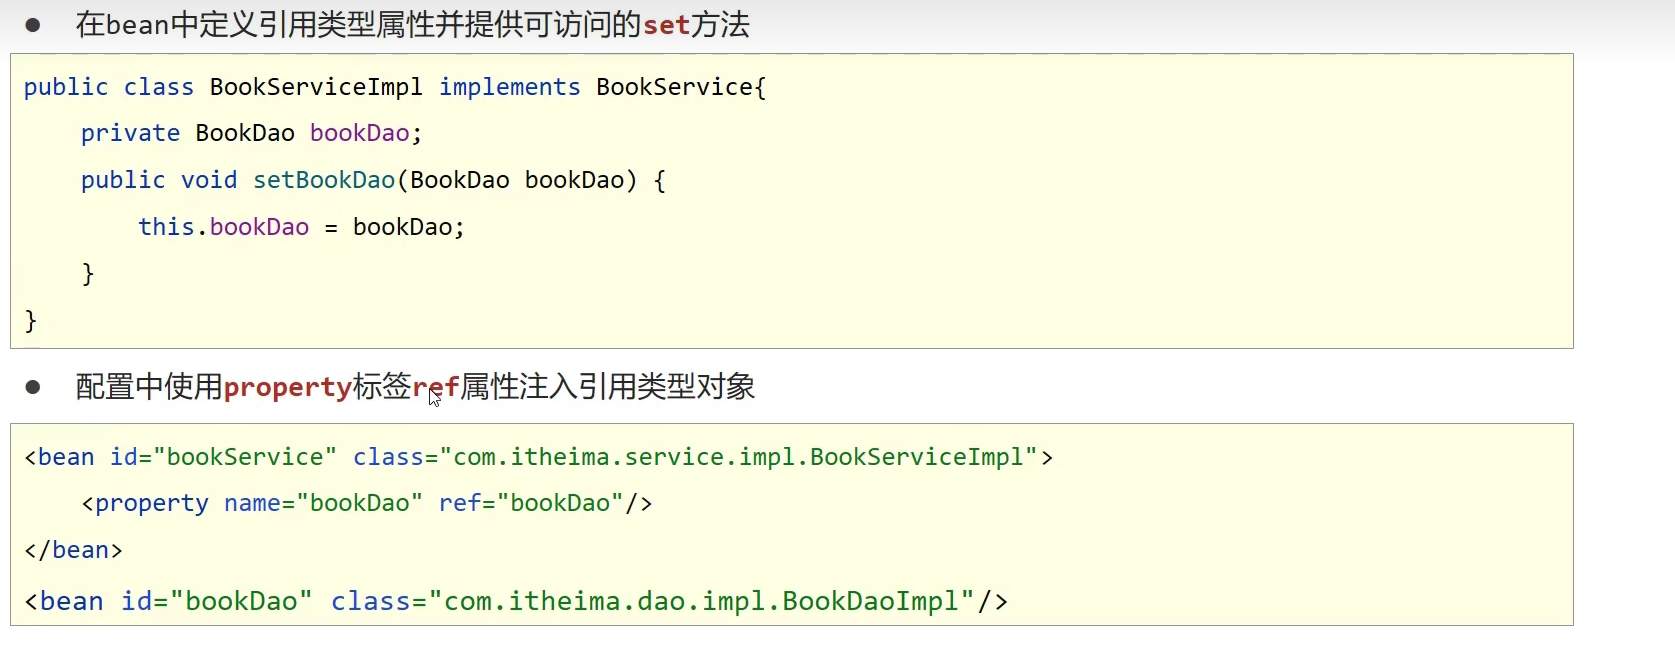 ● 在bean中定义引用类型属性并提供可访问的set方法
public class BookServiceImpl implements BookService{
    private BookDao bookDao;
    public void setBookDao(BookDao bookDao) {
        this.bookDao = bookDao;
    }
}
● 配置中使用property标签ref属性注入引用类型对象
<bean id="bookService" class="com.itheima.service.impl.BookServiceImpl">
    <property name="bookDao" ref="bookDao"/>
</bean>
<bean id="bookDao" class="com.itheima.dao.impl.BookDaoImpl"/>